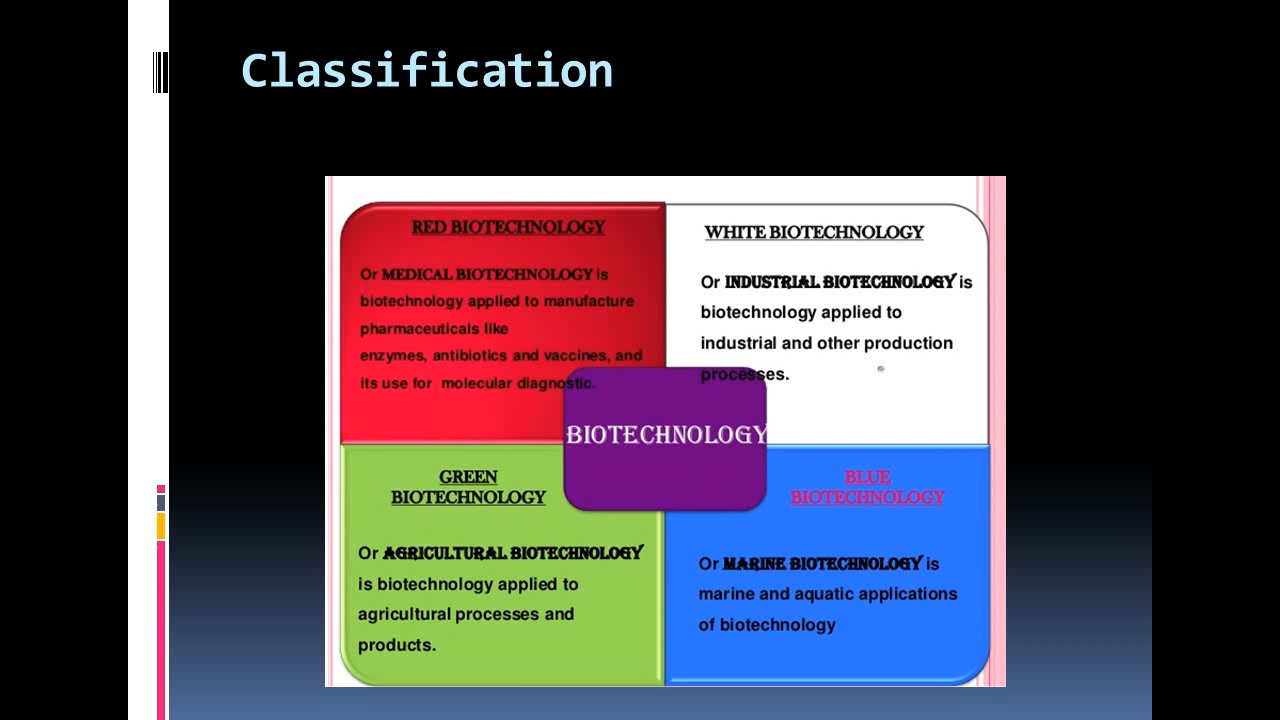 Classification
RED BIOTECHNOLOGY
Or MEDICAL BIOTECHNOLOGY is
biotechnology applied to manufacture
pharmaceuticals like
enzymes, antibiotics and vaccines, and
its use for molecular diagnostic.
WHITE BIOTECHNOLOGY
Or INDUSTRIAL BIOTECHNOLOGY is
biotechnology applied to
industrial and other production
processes.
BIOTECHNOLOGY
GREEN
BIOTECHNOLOGY
Or AGRICULTURAL BIOTECHNOLOGY
is biotechnology applied to
agricultural processes and
products.
BLUE
BIOTECHNOLOGY
Or MARINE BIOTECHNOLOGY is
marine and aquatic applications
of biotechnology